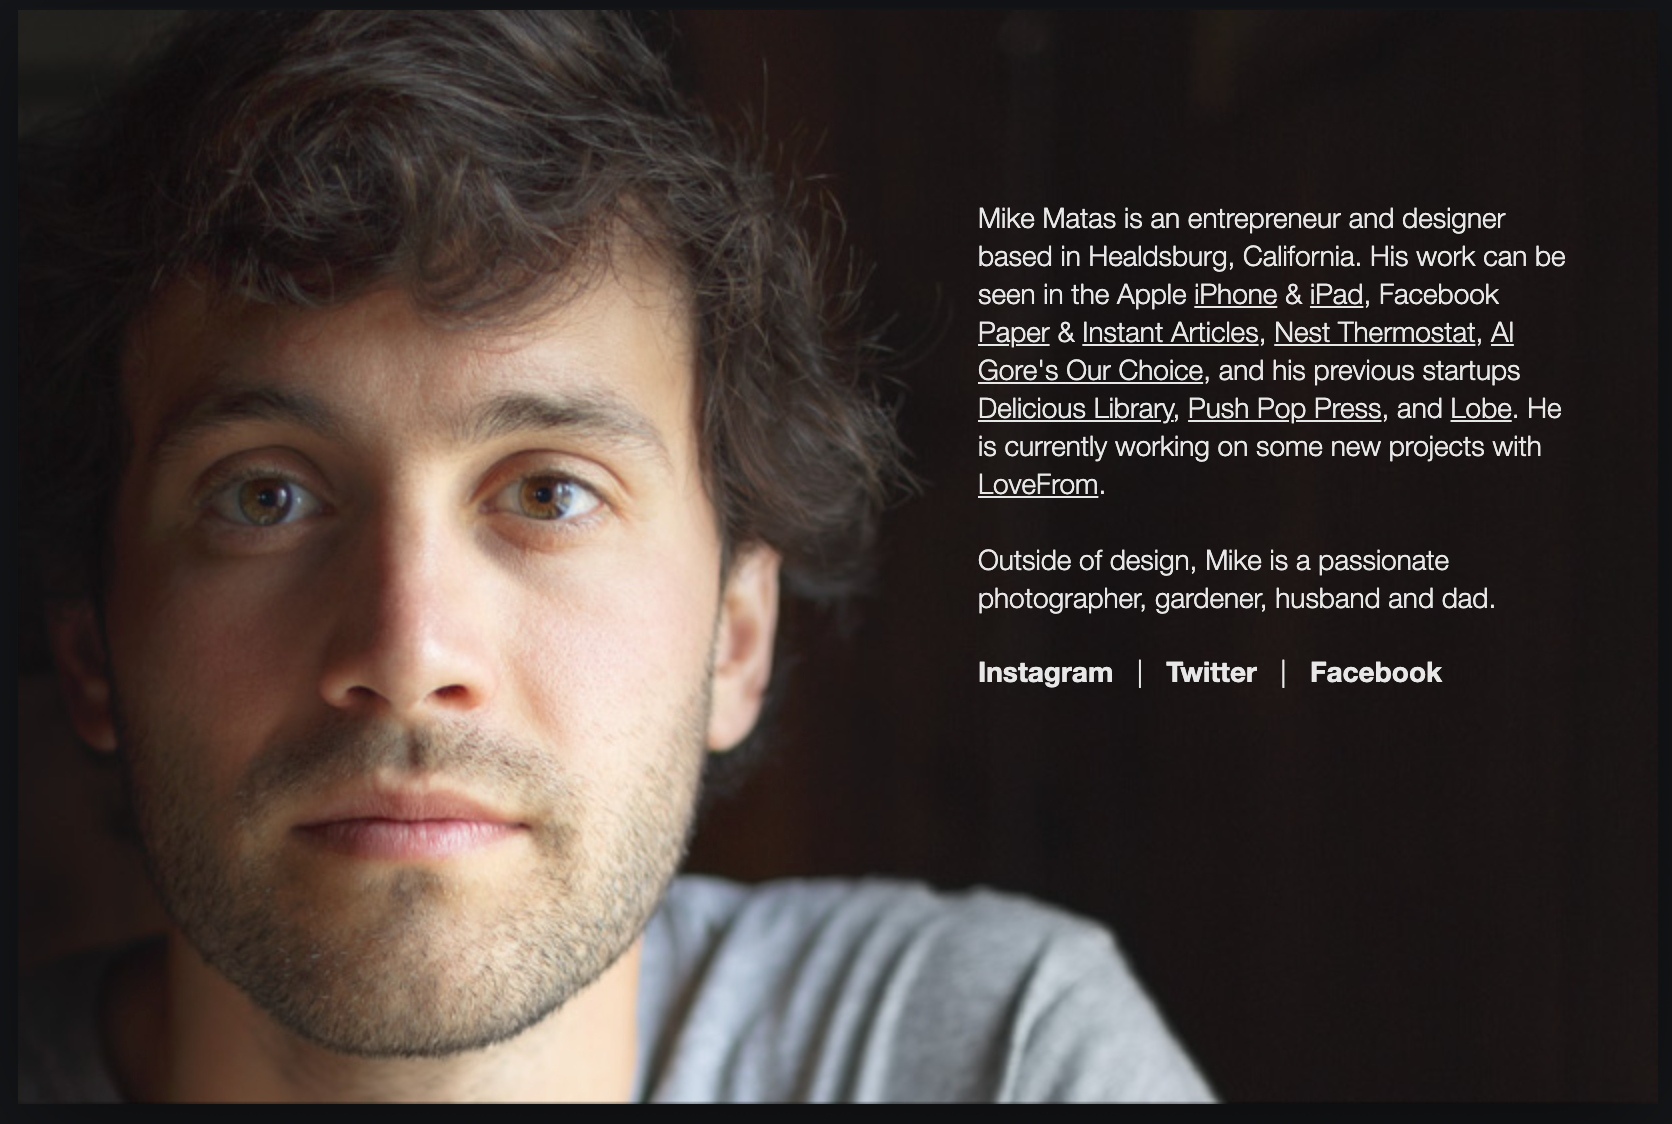 Mike Matas is an entrepreneur and designer
based in Healdsburg, California. His work can be
seen in the Apple iPhone & iPad, Facebook
Paper & Instant Articles, Nest Thermostat, Al
Gore's Our Choice, and his previous startups
Delicious Library, Push Pop Press, and Lobe. He
is currently working on some new projects with
LoveFrom.
Outside of design, Mike is a passionate
photographer, gardener, husband and dad.
Instagram | Twitter | Facebook